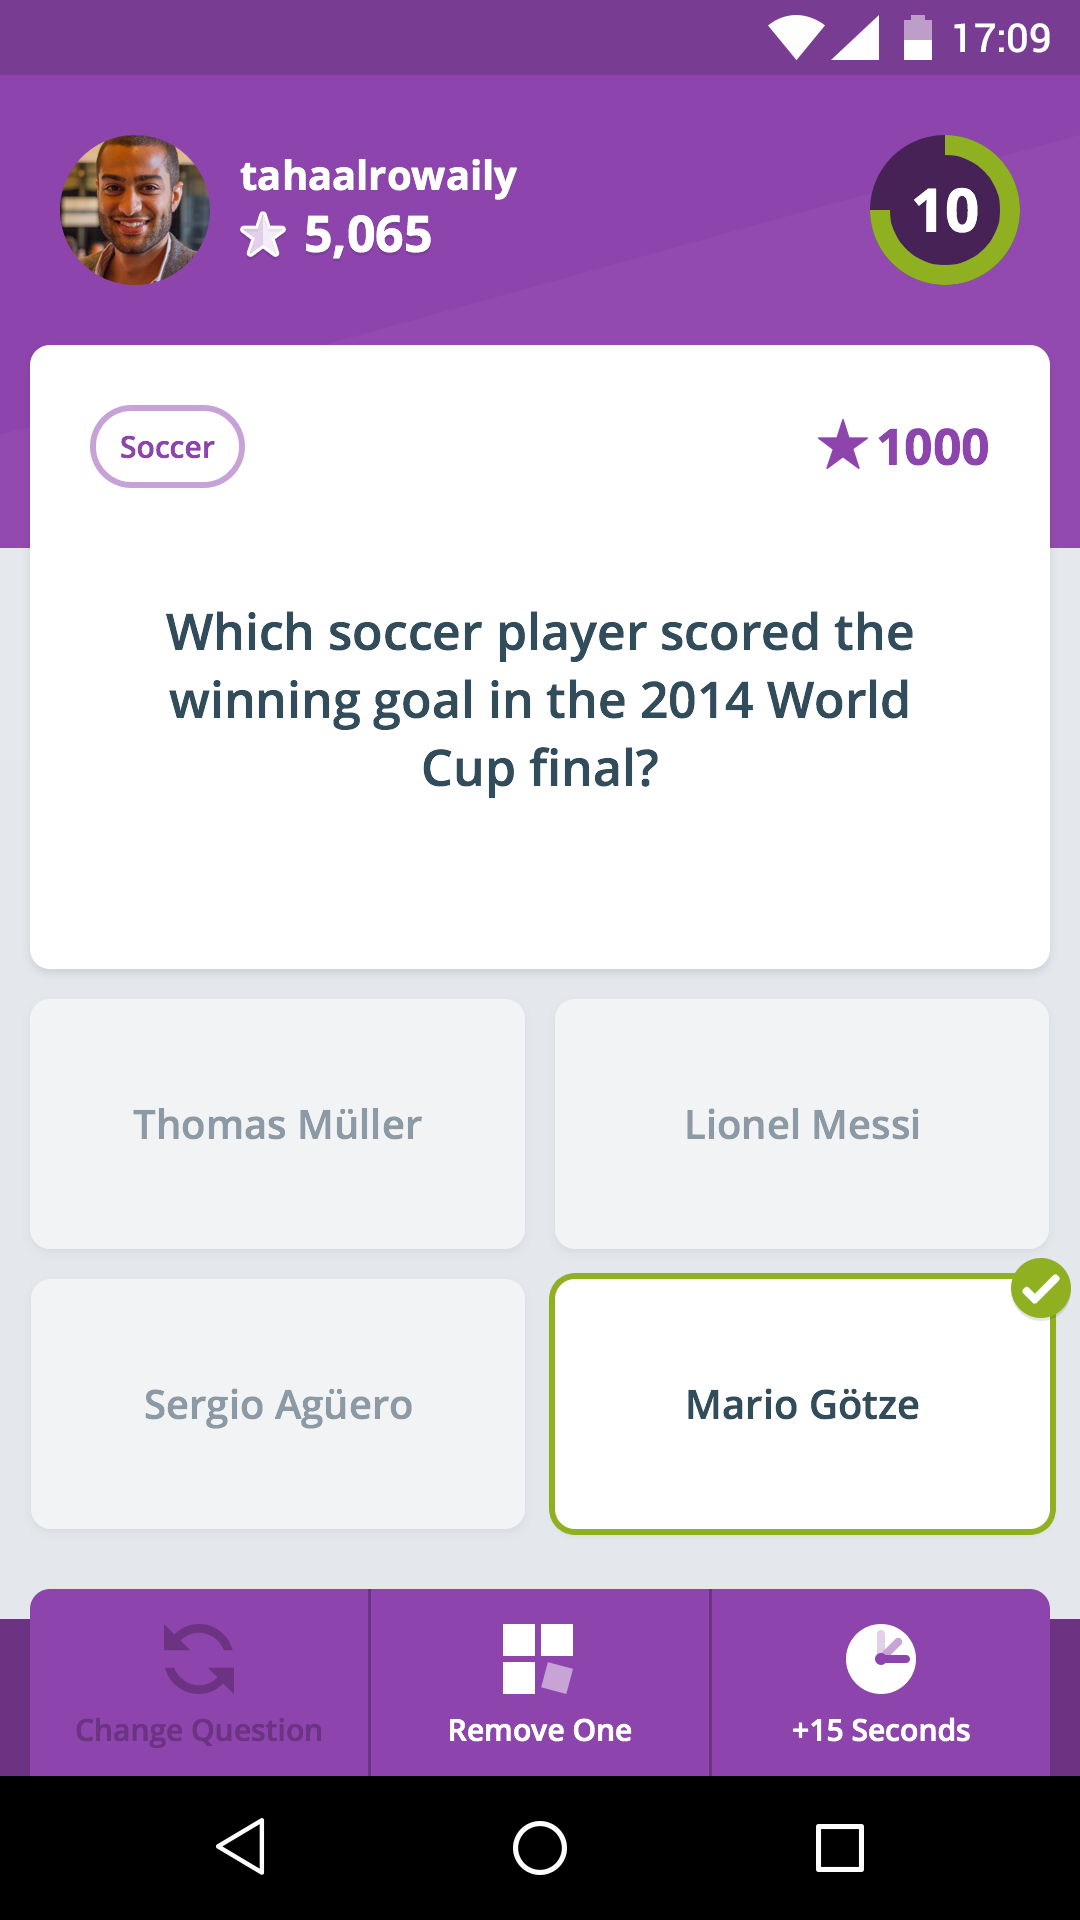 17:09
tahaalrowaily
5,065
10
Soccer
1000
Which soccer player scored the
winning goal in the 2014 World
Cup final?
Thomas Müller
Lionel Messi
Sergio Agüero
Mario Götze
Change Question
Remove One
+15 Seconds